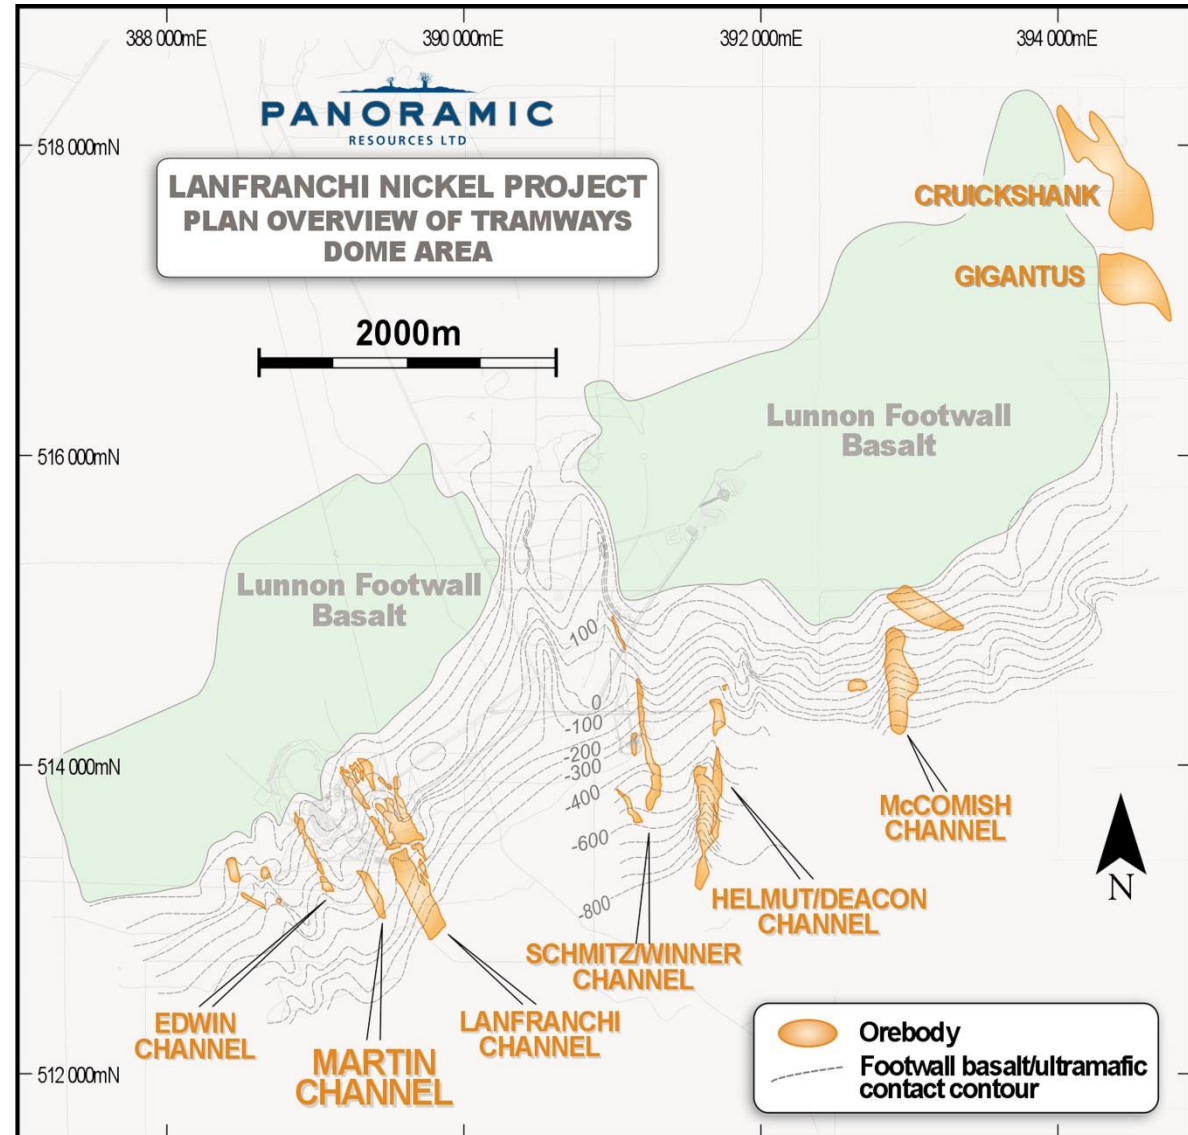 388 000mE
390 000mE
392 000mE
394 000mE
518 000mN
PANORAMIC
RESOURCES LTD
LANFRANCHI NICKEL PROJECT
PLAN OVERVIEW OF TRAMWAYS
DOME AREA
CRUICKSHANK
GIGANTUS
2000m
Lunnon Footwall
Basalt
516 000mN
Lunnon Footwall
Basalt
100
0
-100
-200
-300
-400
-600
-800
514 000mN
McCOMISH
CHANNEL
HELMUT/DEACON
CHANNEL
SCHMITZ/WINNER
CHANNEL
EDWIN
CHANNEL
MARTIN
CHANNEL
LANFRANCHI
CHANNEL
N
512 000mN
Orebody
Footwall basalt/ultramafic
contact contour